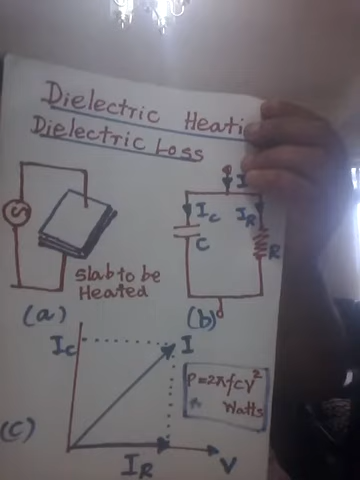 Dielectric Heati
Dielectric Loss
S
I
Ic
IR
C
R
Slab to be
Heated
(a)
(b)
Ic
I
P=2πfCV²
Watts
(C)
IR
V